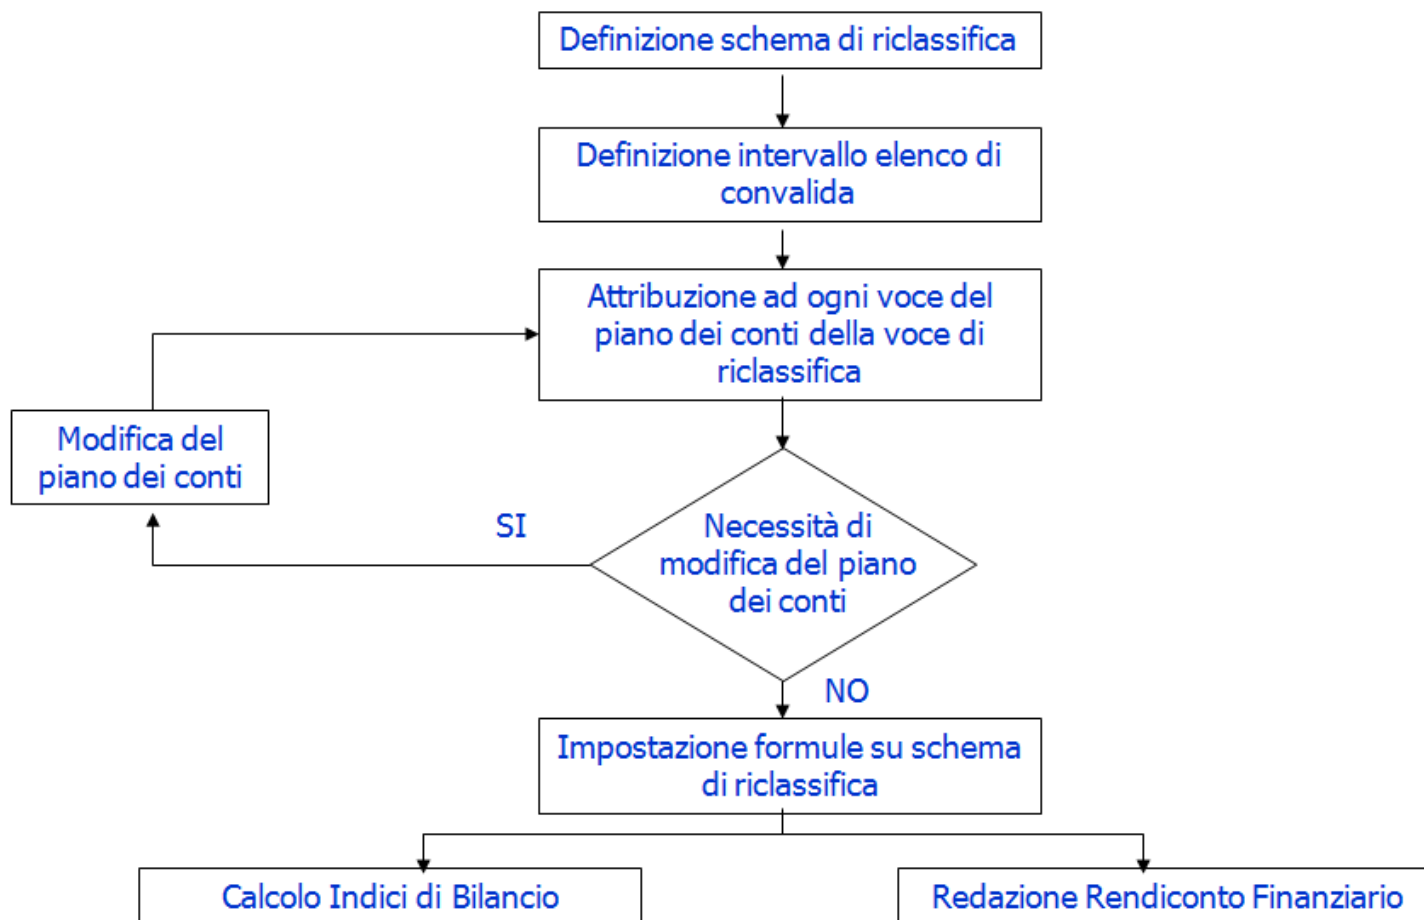 Definizione schema di riclassifica
Definizione intervallo elenco di
convalida
Attribuzione ad ogni voce del
piano dei conti della voce di
riclassifica
Modifica del
piano dei conti
SI
Necessità di
modifica del piano
dei conti
NO
Impostazione formule su schema
di riclassifica
Calcolo Indici di Bilancio
Redazione Rendiconto Finanziario